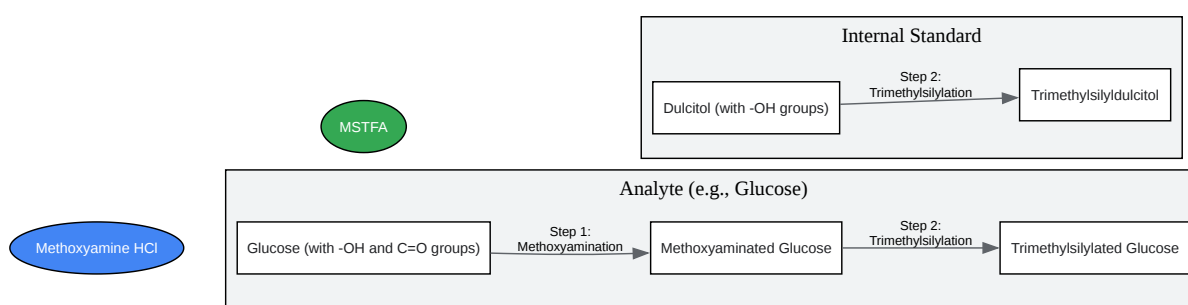 Internal Standard
Dulcitol (with -OH groups)
Step 2:
Trimethylsilylation
Trimethylsilyldulcitol
MSTFA
Analyte (e.g., Glucose)
Methoxyamine HCl
Glucose (with -OH and C=O groups)
Step 1:
Methoxyamination
Methoxyaminated Glucose
Step 2:
Trimethylsilylation
Trimethylsilylated Glucose